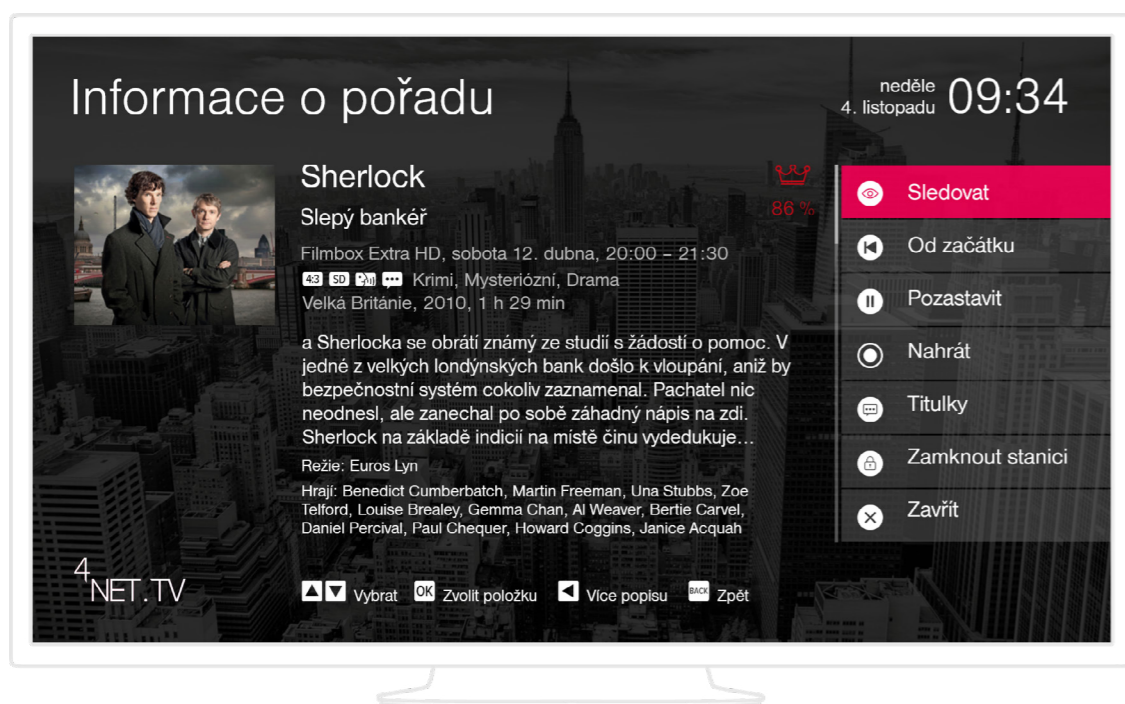 Informace o pořadu
neděle
4. listopadu
09:34
Sherlock
Slepý bankéř
86 %
Filmbox Extra HD, sobota 12. dubna, 20:00 – 21:30
4:3 SD Krimi, Mysteriózní, Drama
Velká Británie, 2010, 1 h 29 min
a Sherlocka se obrátí známý ze studií s žádostí o pomoc. V
jedné z velkých londýnských bank došlo k vloupání, aniž by
bezpečnostní systém cokoliv zaznamenal. Pachatel nic
neodnesl, ale zanechal po sobě záhadný nápis na zdi.
Sherlock na základě indicií na místě činu vydedukuje…
Režie: Euros Lyn
Hrají: Benedict Cumberbatch, Martin Freeman, Una Stubbs, Zoe
Telford, Louise Brealey, Gemma Chan, Al Weaver, Bertie Carvel,
Daniel Percival, Paul Chequer, Howard Coggins, Janice Acquah
Sledovat
Od začátku
Pozastavit
Nahrát
Titulky
Zamknout stanici
Zavřít
4NET.TV
Vybrat OK Zvolit položku Více popisu BACK Zpět